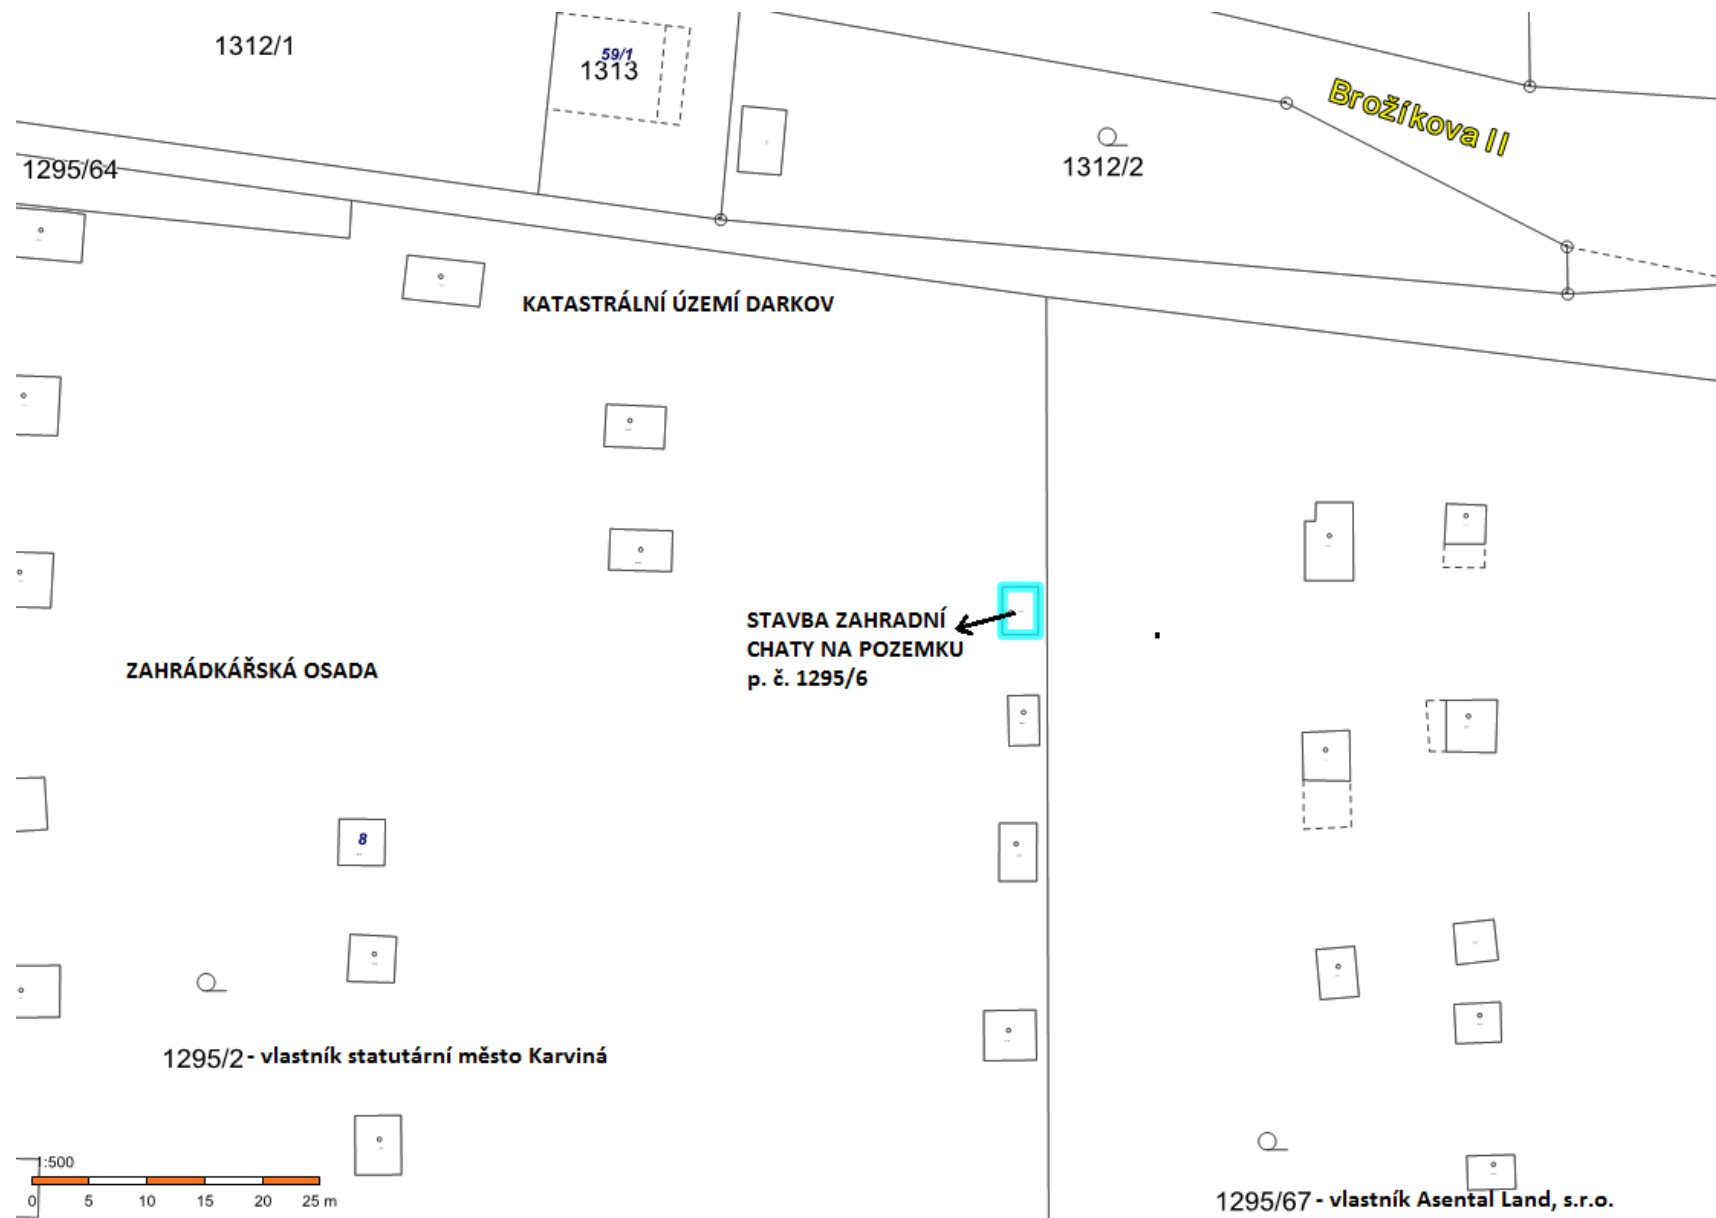 1312/1
59/1
1313
Brožíkova II
1312/2
1295/64
KATASTRÁLNÍ ÚZEMÍ DARKOV
STAVBA ZAHRADNÍ
CHATY NA POZEMKU
p. č. 1295/6
ZAHRÁDKÁŘSKÁ OSADA
8
1295/2 - vlastník statutární město Karviná
1:500
0 5 10 15 20 25 m
1295/67 - vlastník Asental Land, s.r.o.